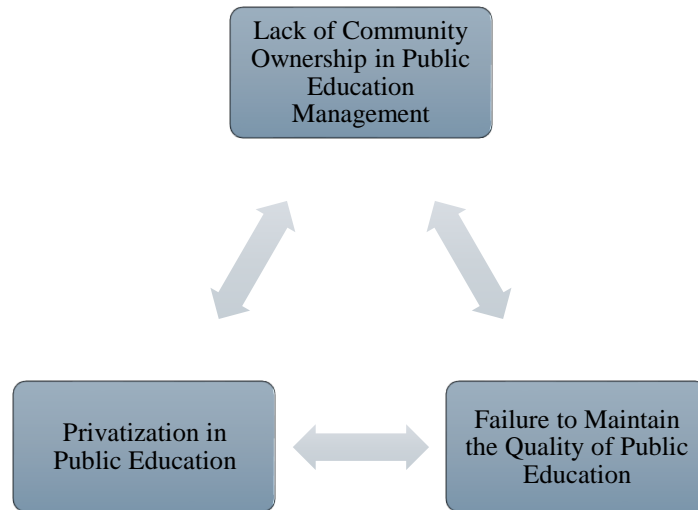 Lack of Community
Ownership in Public
Education
Management
Privatization in
Public Education
Failure to Maintain
the Quality of Public
Education